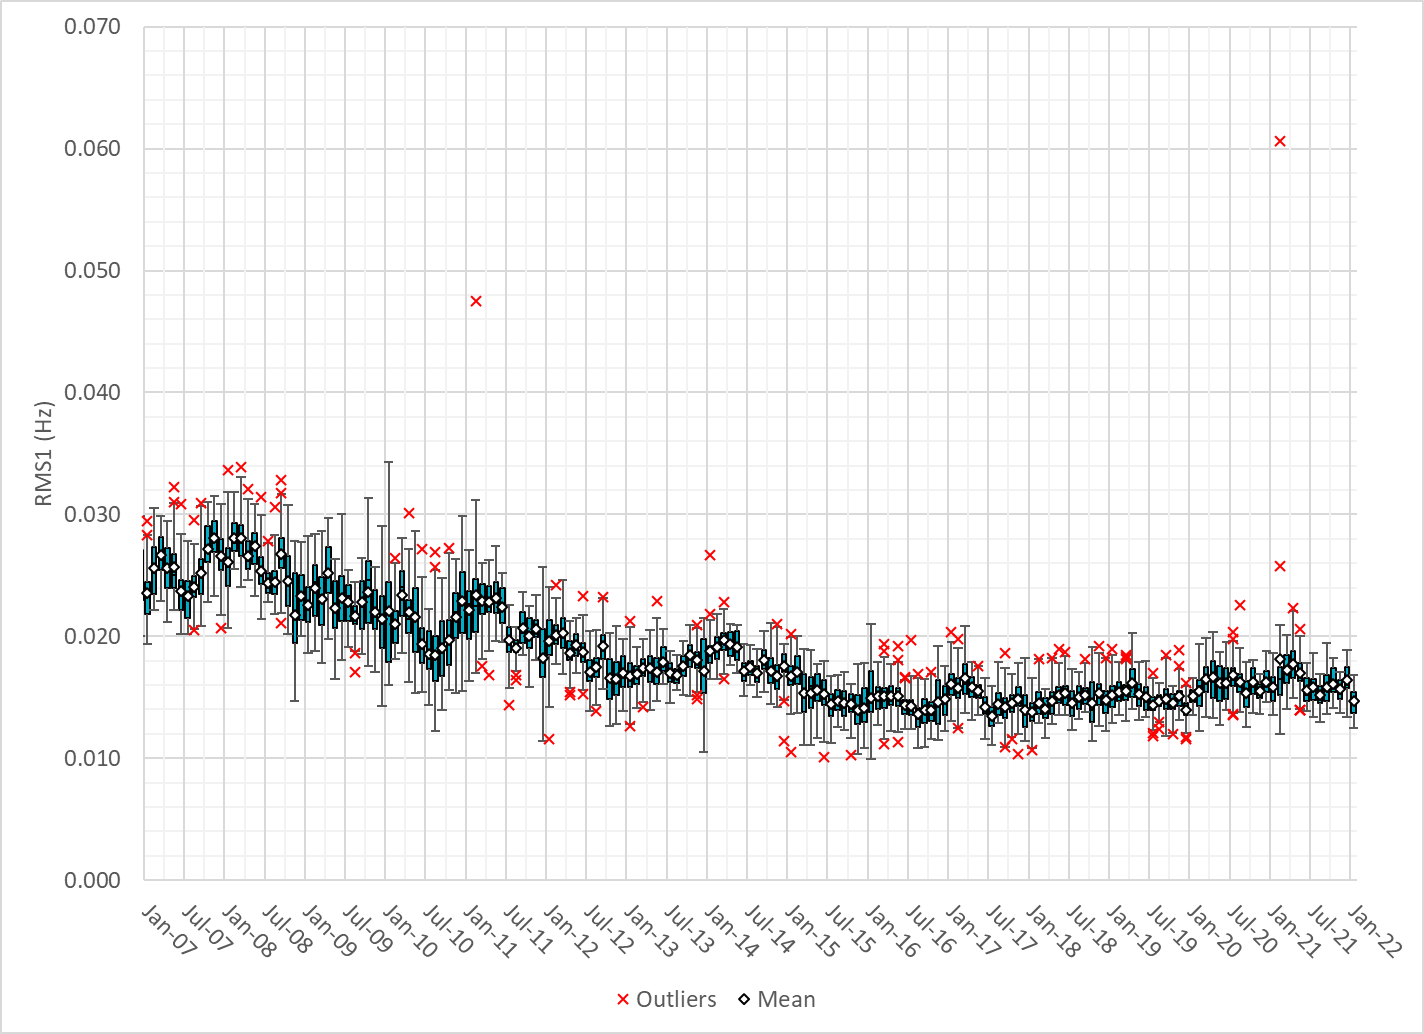 0.070
0.060
0.050
0.040
0.030
0.020
0.010
0.000
RMS1 (Hz)
Jan-07
Jul-07
Jan-08
Jul-08
Jan-09
Jul-09
Jan-10
Jul-10
Jan-11
Jul-11
Jan-12
Jul-12
Jan-13
Jul-13
Jan-14
Jul-14
Jan-15
Jul-15
Jan-16
Jul-16
Jan-17
Jul-17
Jan-18
Jul-18
Jan-19
Jul-19
Jan-20
Jul-20
Jan-21
Jul-21
Jan-22
Outliers Mean